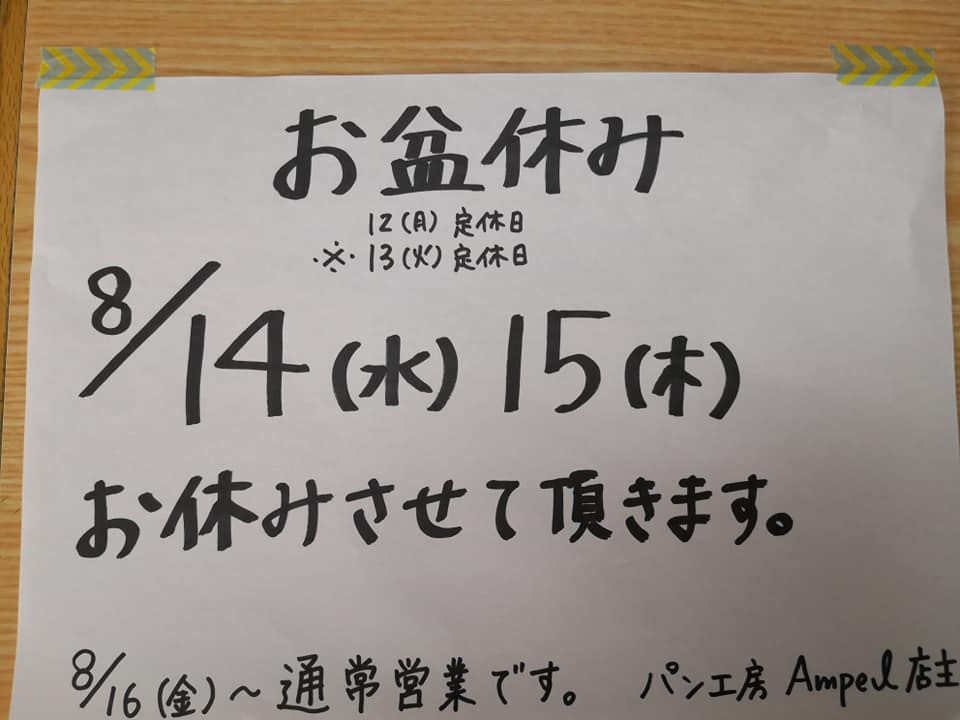 お盆休み
12(月)定休日
※13(火)定休日
8/14(水) 15(木)
お休みさせて頂きます。
8/16(金)～通常営業です。 パン工房 Ampel店主